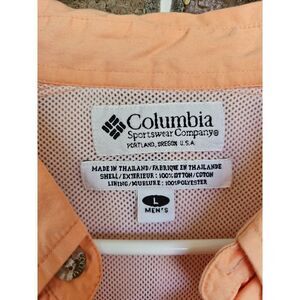 Columbia
Sportswear Company®
PORTLAND, OREGON U.S.A.
MADE IN THAILAND/FABRIQUE EN THAILANDE
SHELL/EXTERIEUR: 100%COTTON/COTON
LINING/DOUBLURE: 100%POLYESTER
L
MEN'S